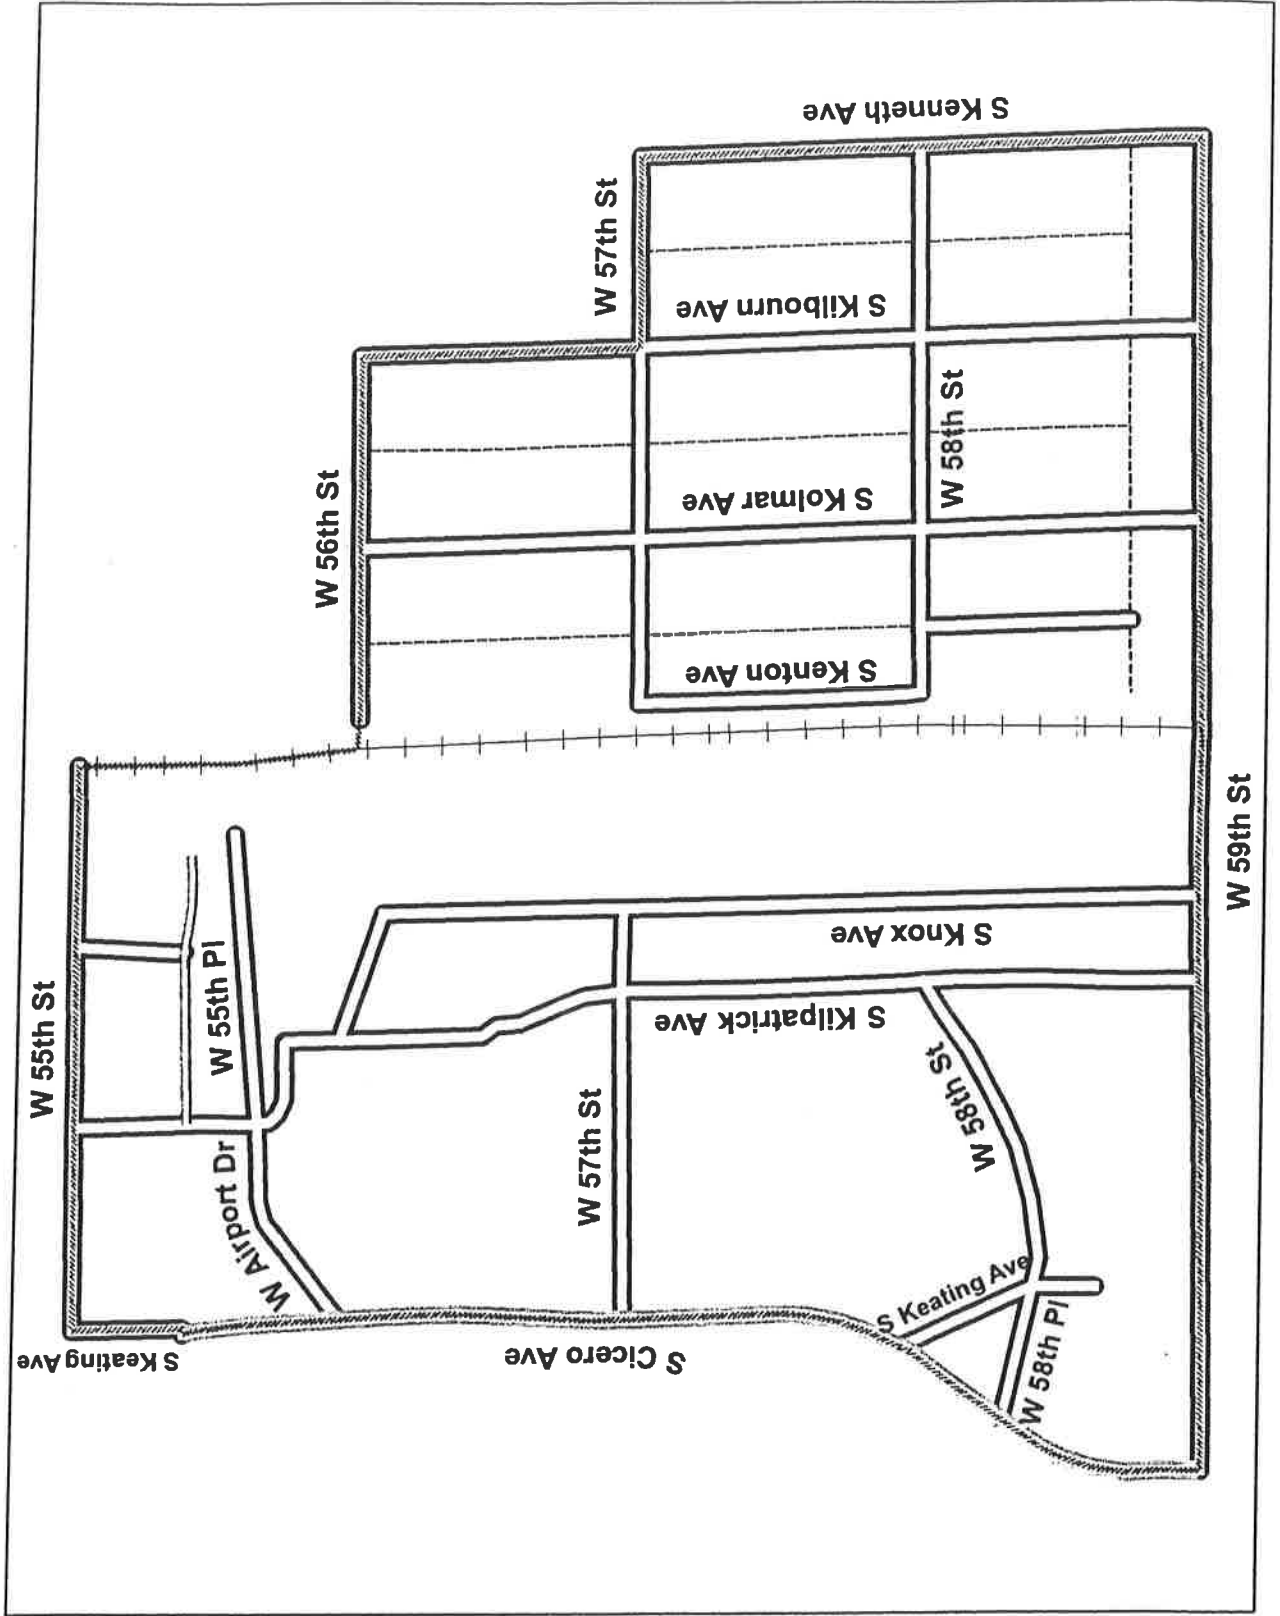 S Kenneth Ave
W 57th St
S Kilbourn Ave
W 58th St
S Kolmar Ave
W 56th St
S Kenton Ave
W 59th St
S Knox Ave
W 55th Pl
W 55th St
S Kilpatrick Ave
W 58th St
W 57th St
W Airport Dr
S Keating Ave
W 58th Pl
S Cicero Ave
S Keating Ave